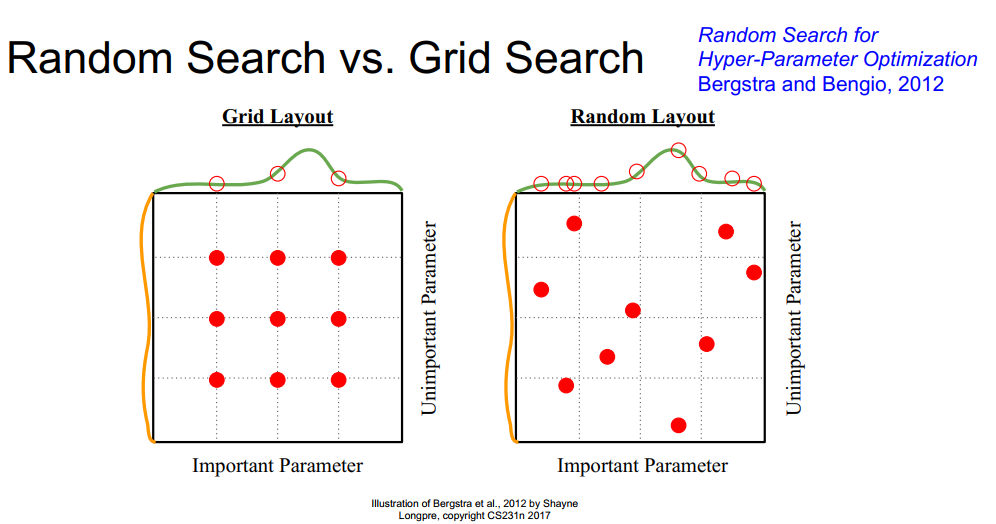 Random Search vs. Grid Search
Random Search for
Hyper-Parameter Optimization
Bergstra and Bengio, 2012
Grid Layout
Unimportant Parameter
Important Parameter
Random Layout
Unimportant Parameter
Important Parameter
Illustration of Bergstra et al., 2012 by Shayne
Longpre, copyright CS231n 2017